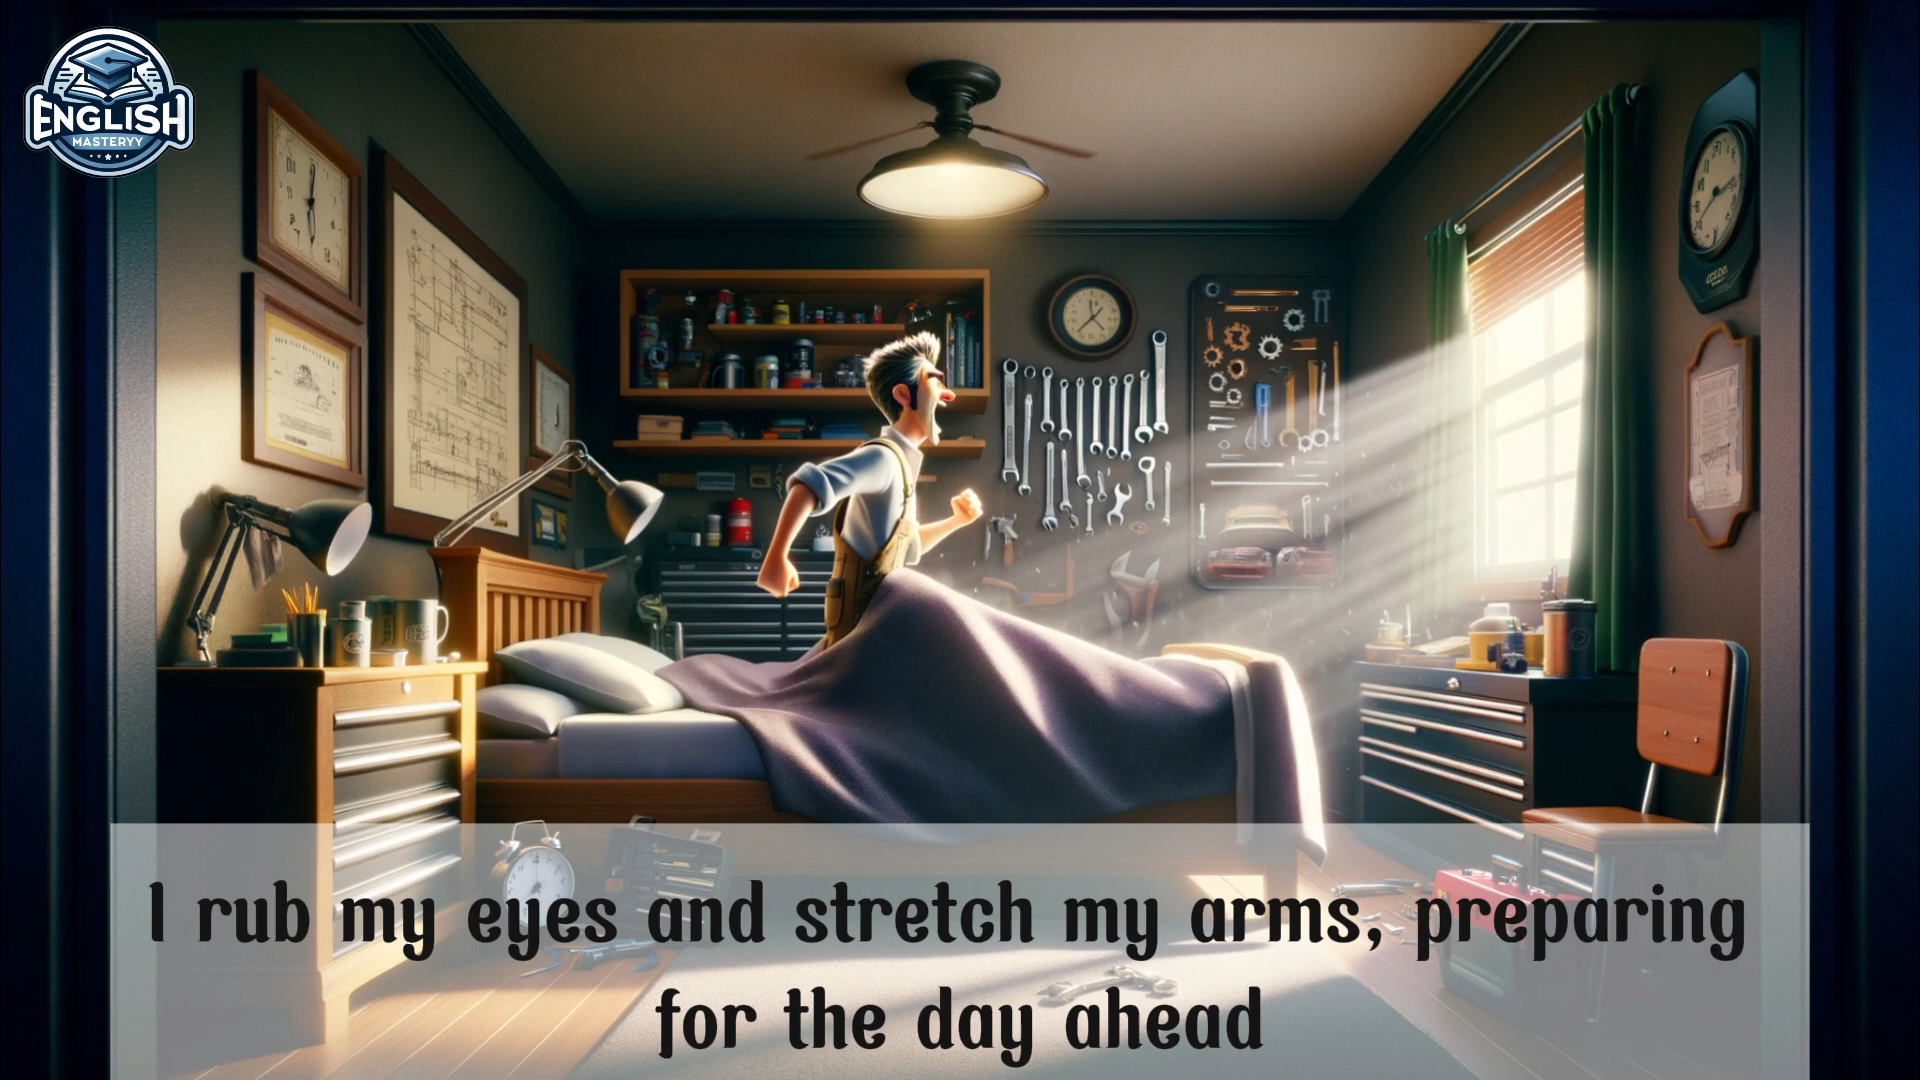 ENGLISH
MASTERYY
I rub my eyes and stretch my arms, preparing
for the day ahead